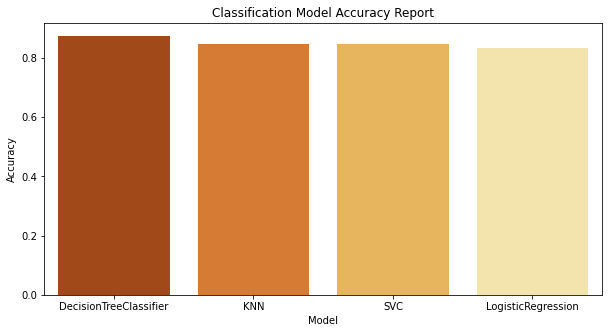 Classification Model Accuracy Report
Accuracy
0.8
0.6
0.4
0.2
0.0
DecisionTreeClassifier
KNN
SVC
LogisticRegression
Model